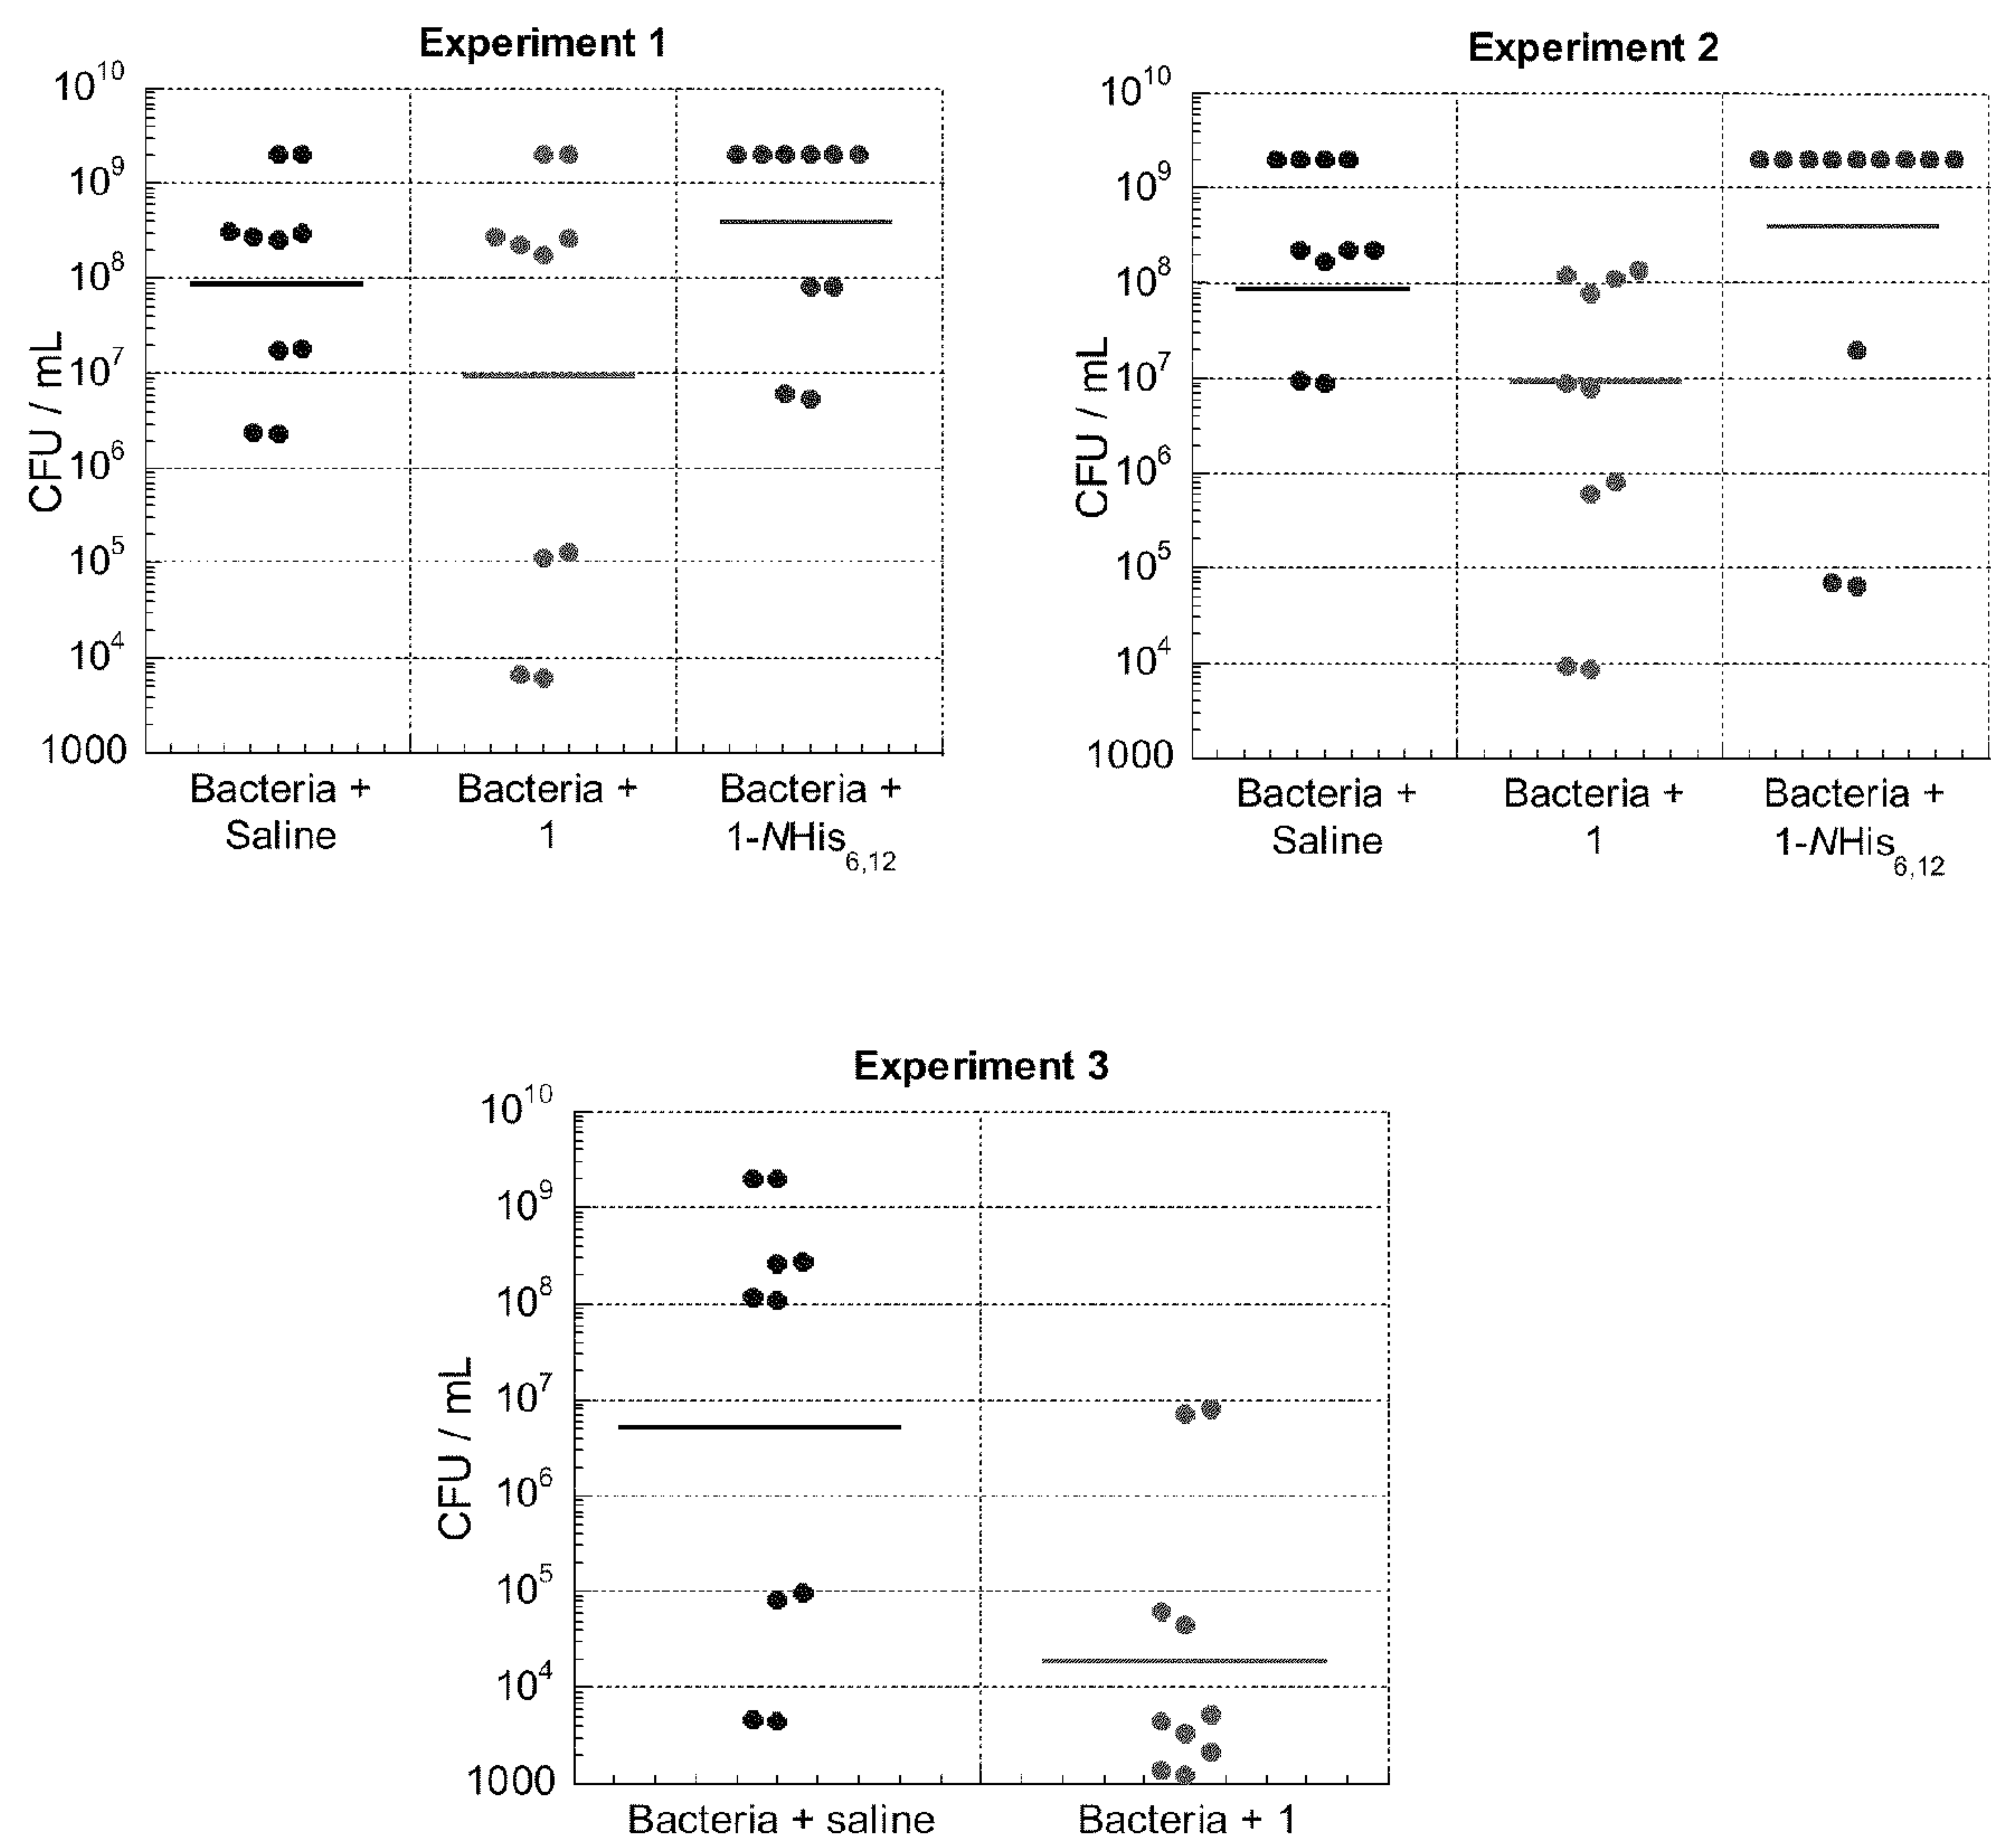 Experiment 1
10^10
10^9
10^8
10^7
10^6
10^5
10^4
1000
CFU / mL
Bacteria + Saline
Bacteria + 1
Bacteria + 1-NHis6,12
Experiment 2
10^10
10^9
10^8
10^7
10^6
10^5
10^4
1000
CFU / mL
Bacteria + Saline
Bacteria + 1
Bacteria + 1-NHis6,12
Experiment 3
10^10
10^9
10^8
10^7
10^6
10^5
10^4
1000
CFU / mL
Bacteria + saline
Bacteria + 1